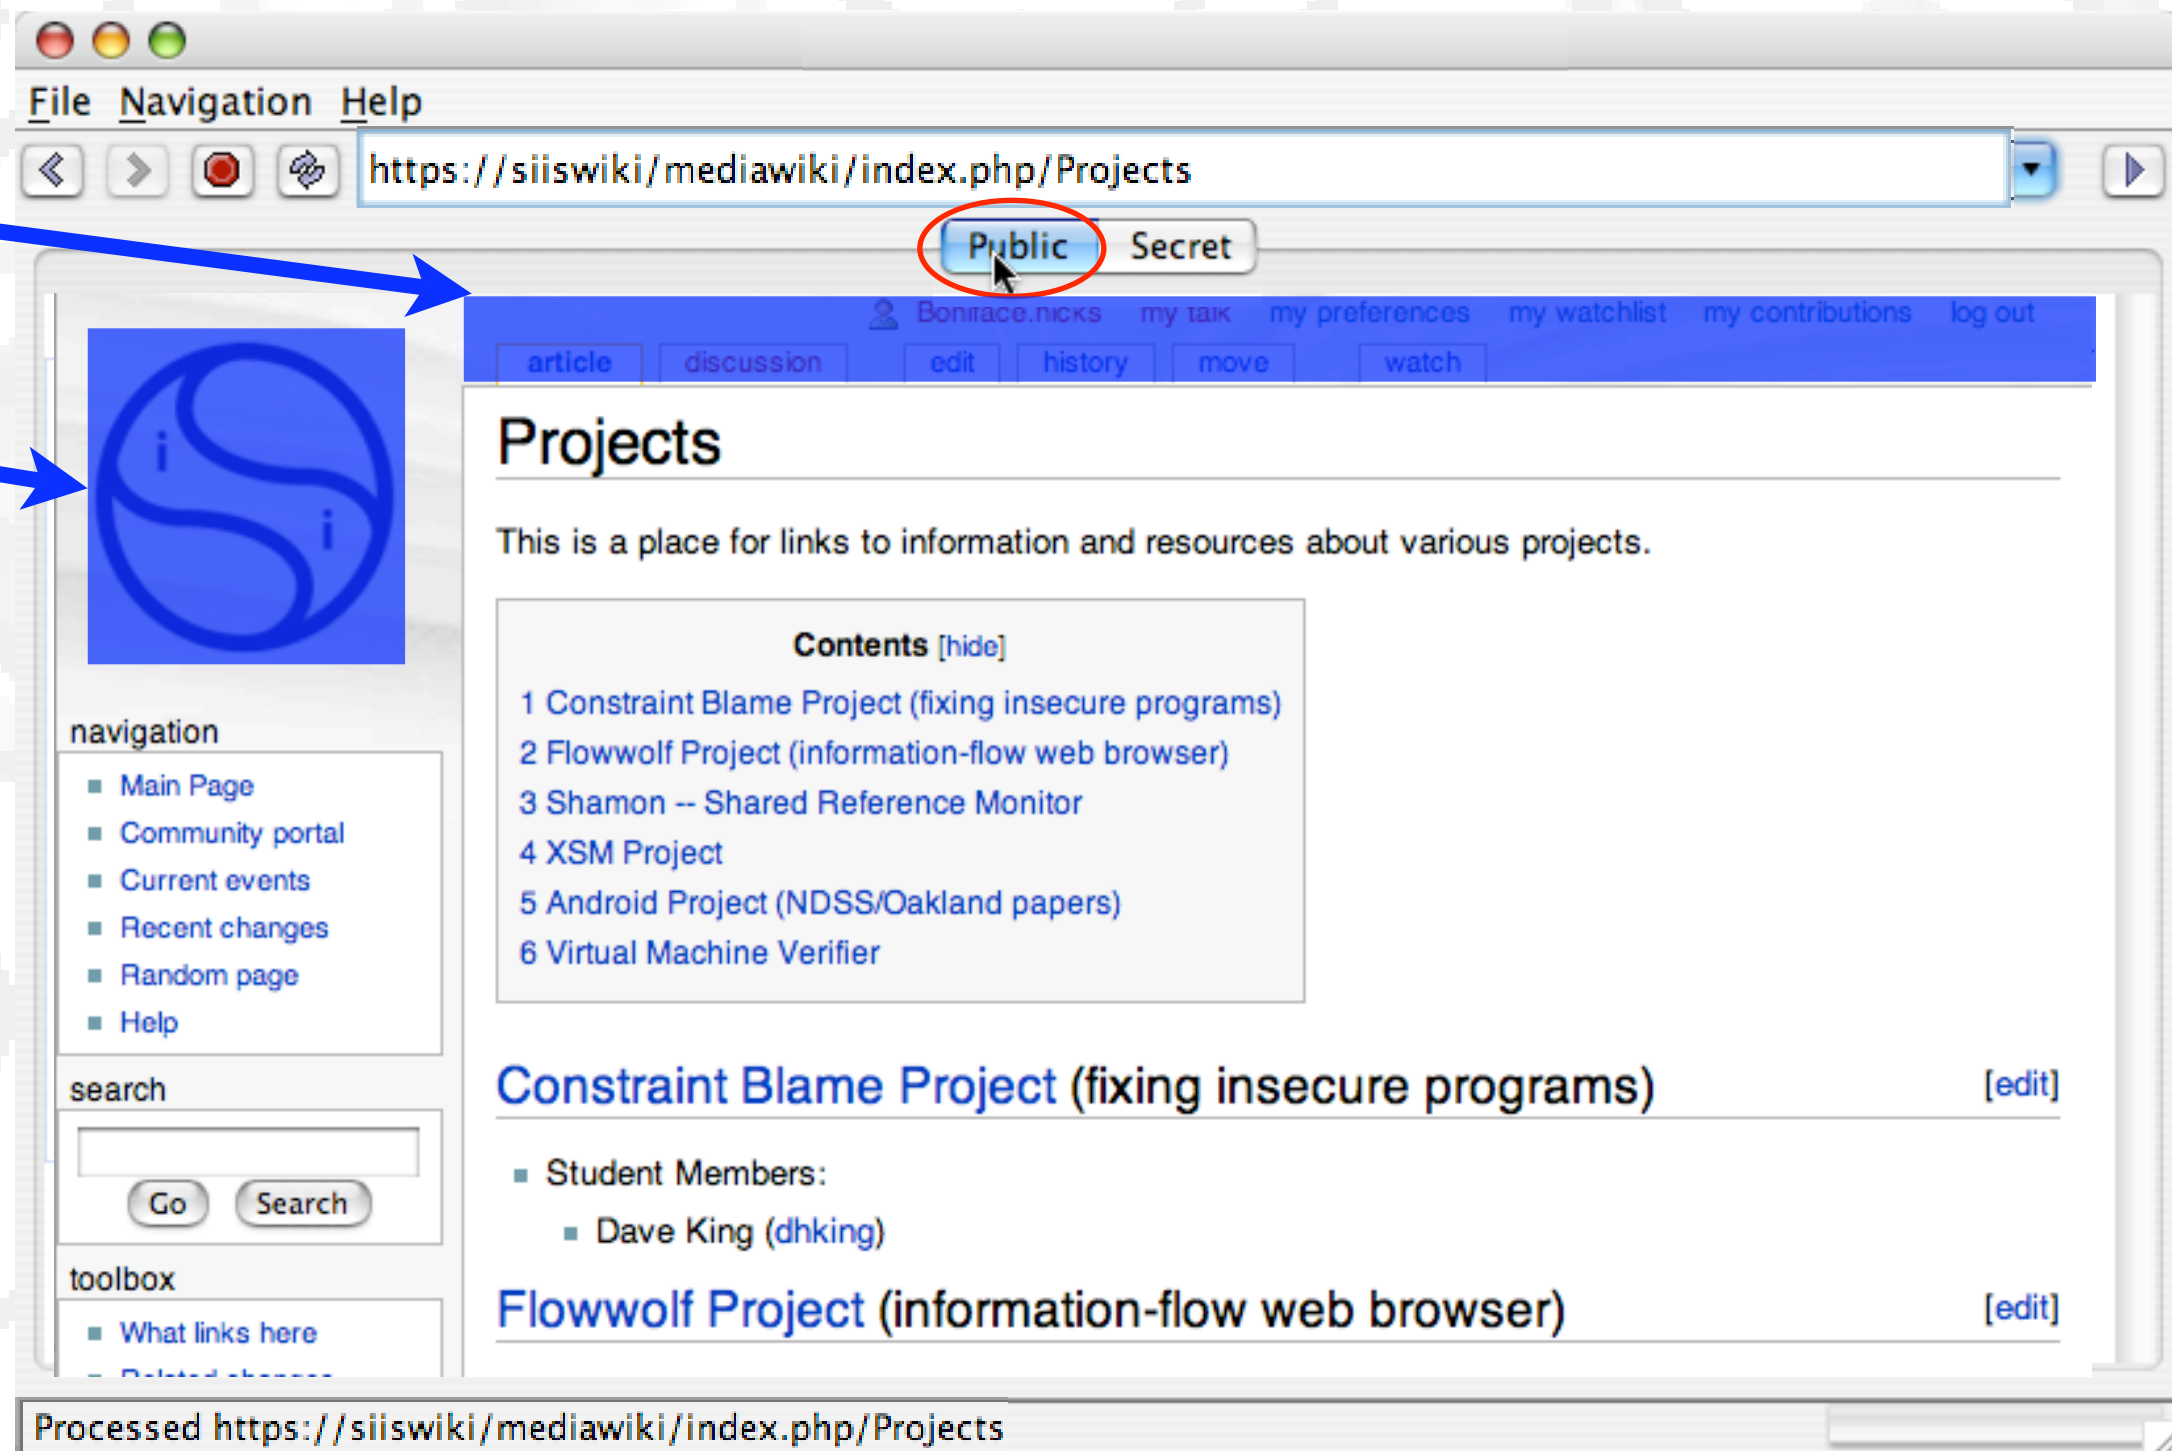 File Navigation Help
https://siiswiki/mediawiki/index.php/Projects
Public Secret
Boniface.hicks my talk my preferences my watchlist my contributions log out
article discussion edit history move watch
i
i
Projects
This is a place for links to information and resources about various projects.
Contents [hide]
1 Constraint Blame Project (fixing insecure programs)
2 Flowwolf Project (information-flow web browser)
3 Shamon -- Shared Reference Monitor
4 XSM Project
5 Android Project (NDSS/Oakland papers)
6 Virtual Machine Verifier
navigation
Main Page
Community portal
Current events
Recent changes
Random page
Help
search
Go Search
toolbox
What links here
Related changes
Constraint Blame Project (fixing insecure programs) [edit]
Student Members:
Dave King (dhking)
Flowwolf Project (information-flow web browser) [edit]
Processed https://siiswiki/mediawiki/index.php/Projects